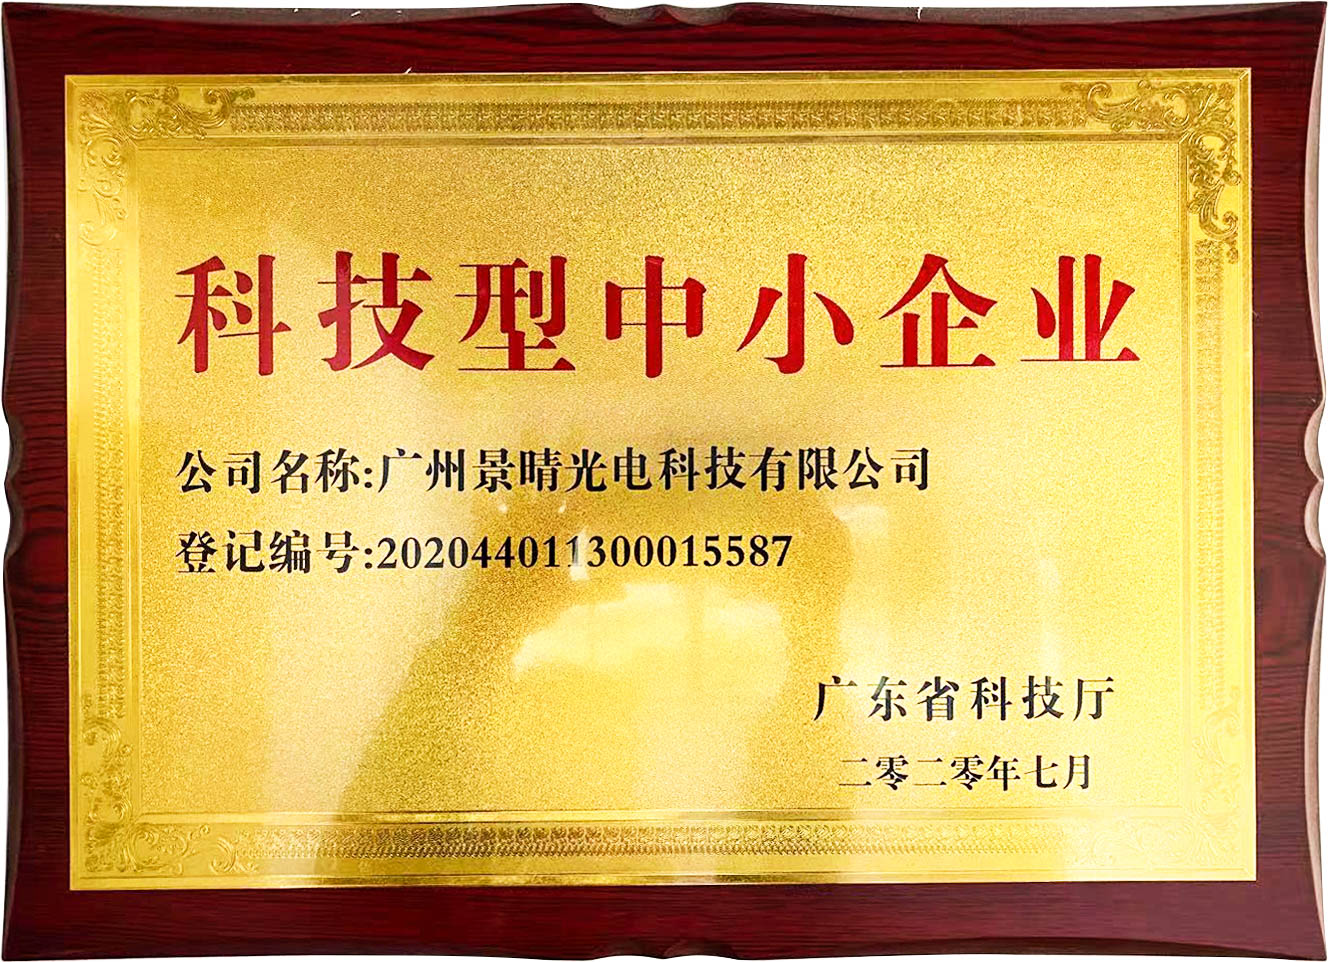 科技型中小企业
公司名称:广州景晴光电科技有限公司
登记编号:202044011300015587
广东省科技厅
二零二零年七月